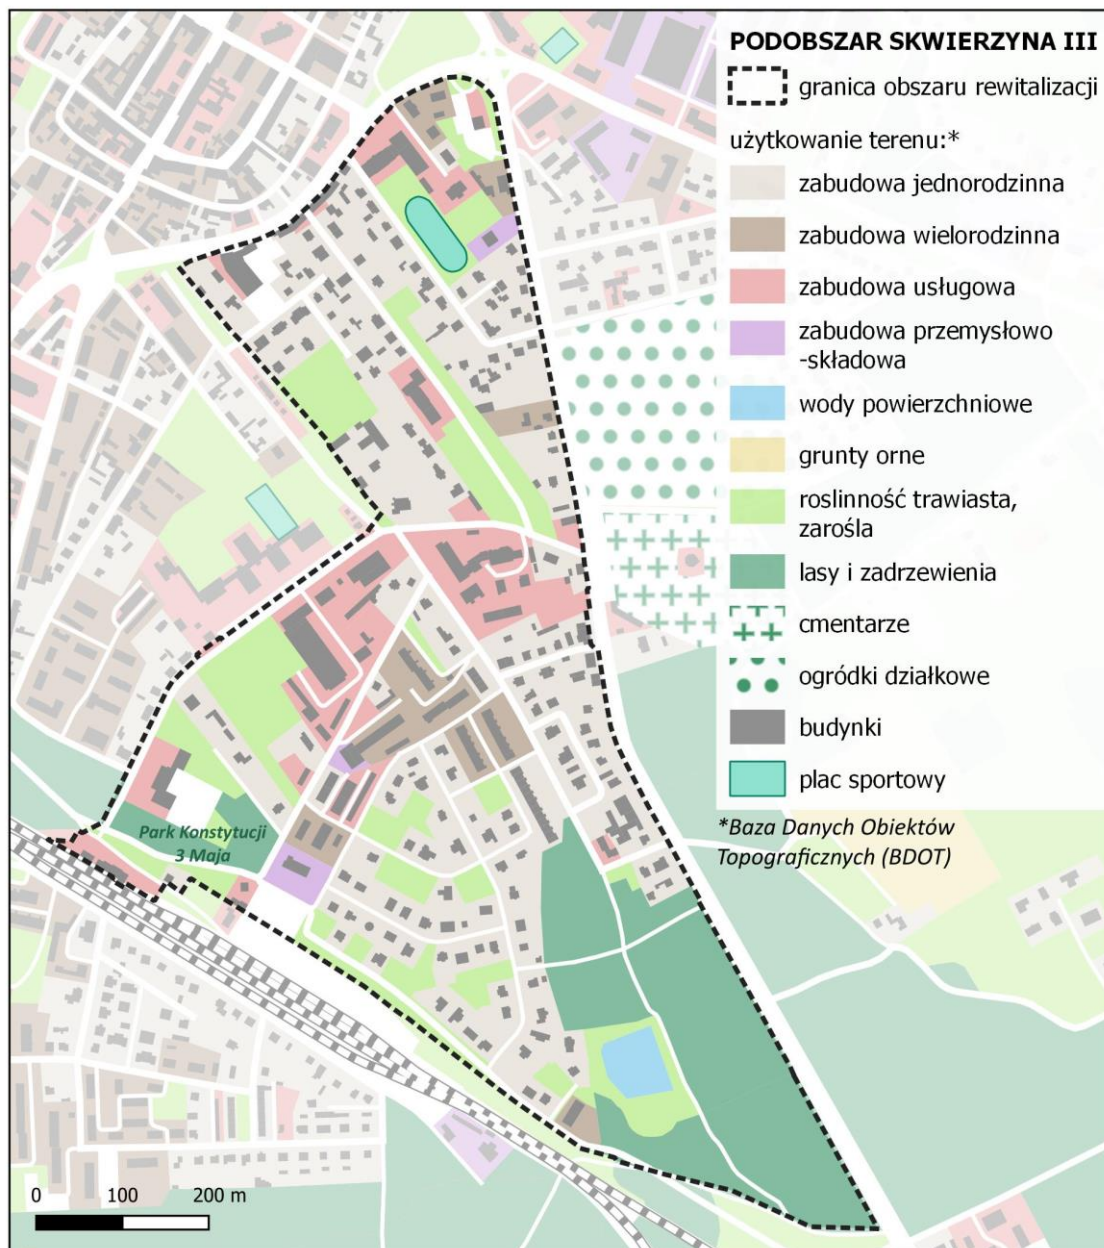 PODOBSZAR SKWIERZYNA III
granica obszaru rewitalizacji
użytkowanie terenu:*
zabudowa jednorodzinna
zabudowa wielorodzinna
zabudowa usługowa
zabudowa przemysłowo
-składowa
wody powierzchniowe
grunty orne
roslinność trawiasta,
zarośla
lasy i zadrzewienia
cmentarze
ogródki działkowe
budynki
plac sportowy
*Baza Danych Obiektów
Topograficznych (BDOT)
Park Konstytucji
3 Maja
0 100 200 m